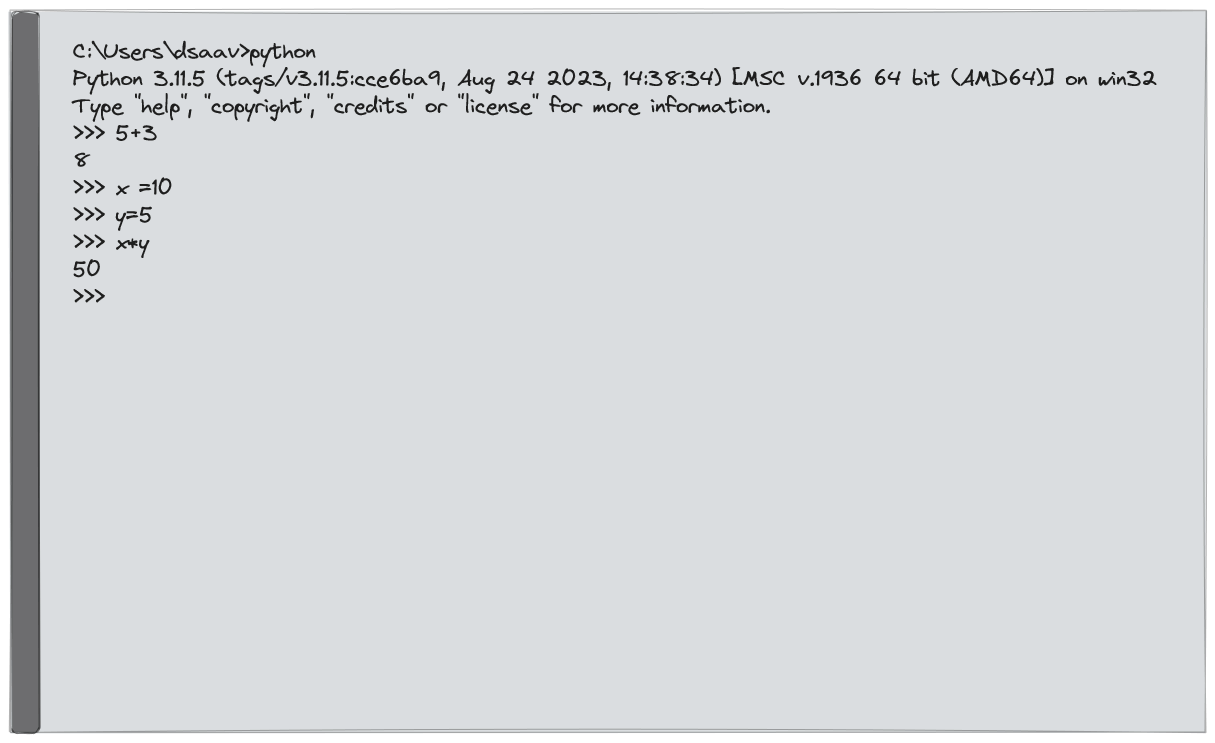 C:\Users\dsaav>python
Python 3.11.5 (tags/v3.11.5:cce6ba9, Aug 24 2023, 14:38:34) [MSC v.1936 64 bit (AMD64)] on win32
Type "help", "copyright", "credits" or "license" for more information.
>>> 5+3
8
>>> x =10
>>> y=5
>>> x*y
50
>>>